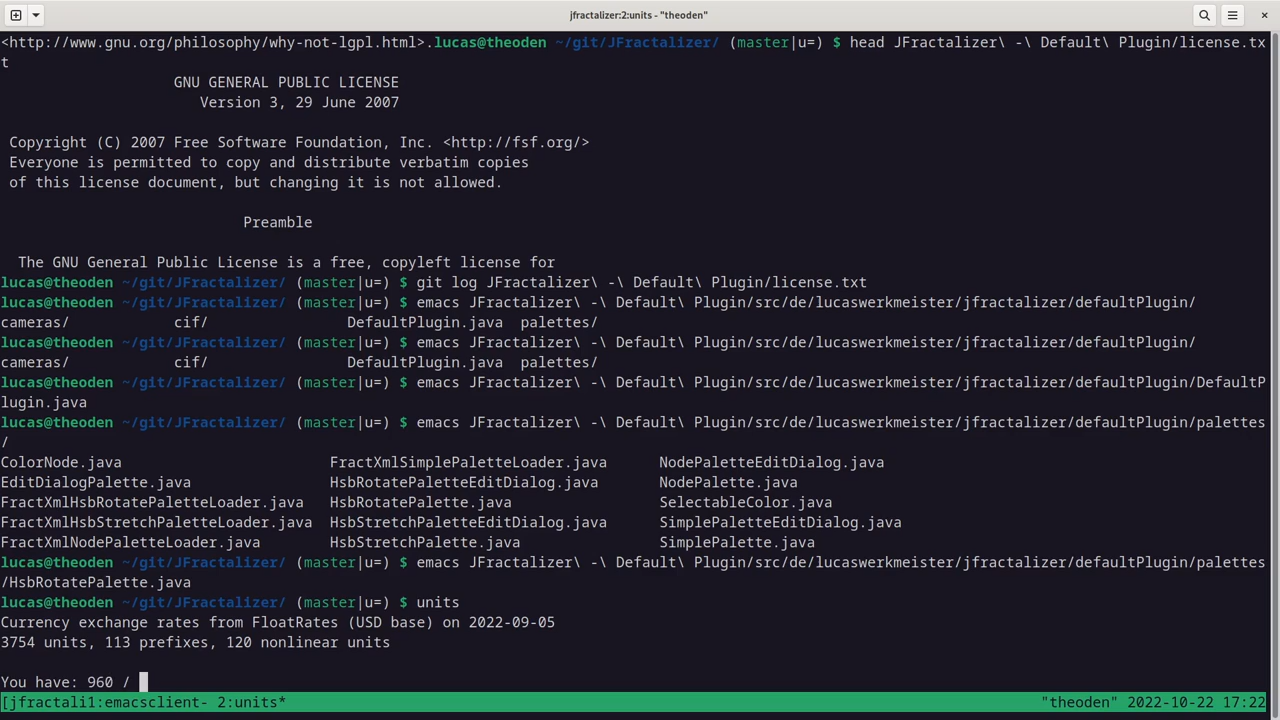 jfractalizer:2:units - "theoden"
<http://www.gnu.org/philosophy/why-not-lgpl.html>.lucas@theoden ~/git/JFractalizer/ (master|u=) $ head JFractalizer\ -\ Default\ Plugin/license.tx
t
GNU GENERAL PUBLIC LICENSE
Version 3, 29 June 2007
Copyright (C) 2007 Free Software Foundation, Inc. <http://fsf.org/>
Everyone is permitted to copy and distribute verbatim copies
of this license document, but changing it is not allowed.
Preamble
The GNU General Public License is a free, copyleft license for
lucas@theoden ~/git/JFractalizer/ (master|u=) $ git log JFractalizer\ -\ Default\ Plugin/license.txt
lucas@theoden ~/git/JFractalizer/ (master|u=) $ emacs JFractalizer\ -\ Default\ Plugin/src/de/lucaswerkmeister/jfractalizer/defaultPlugin/
cameras/ cif/ DefaultPlugin.java palettes/
lucas@theoden ~/git/JFractalizer/ (master|u=) $ emacs JFractalizer\ -\ Default\ Plugin/src/de/lucaswerkmeister/jfractalizer/defaultPlugin/
cameras/ cif/ DefaultPlugin.java palettes/
lucas@theoden ~/git/JFractalizer/ (master|u=) $ emacs JFractalizer\ -\ Default\ Plugin/src/de/lucaswerkmeister/jfractalizer/defaultPlugin/DefaultP
lugin.java
lucas@theoden ~/git/JFractalizer/ (master|u=) $ emacs JFractalizer\ -\ Default\ Plugin/src/de/lucaswerkmeister/jfractalizer/defaultPlugin/palettes
/
ColorNode.java FractXmlSimplePaletteLoader.java NodePaletteEditDialog.java
EditDialogPalette.java HsbRotatePaletteEditDialog.java NodePalette.java
FractXmlHsbRotatePaletteLoader.java HsbRotatePalette.java SelectableColor.java
FractXmlHsbStretchPaletteLoader.java HsbStretchPaletteEditDialog.java SimplePaletteEditDialog.java
FractXmlNodePaletteLoader.java HsbStretchPalette.java SimplePalette.java
lucas@theoden ~/git/JFractalizer/ (master|u=) $ emacs JFractalizer\ -\ Default\ Plugin/src/de/lucaswerkmeister/jfractalizer/defaultPlugin/palettes
/HsbRotatePalette.java
lucas@theoden ~/git/JFractalizer/ (master|u=) $ units
Currency exchange rates from FloatRates (USD base) on 2022-09-05
3754 units, 113 prefixes, 120 nonlinear units
You have: 960 /
[jfractali1:emacsclient- 2:units* "theoden" 2022-10-22 17:22